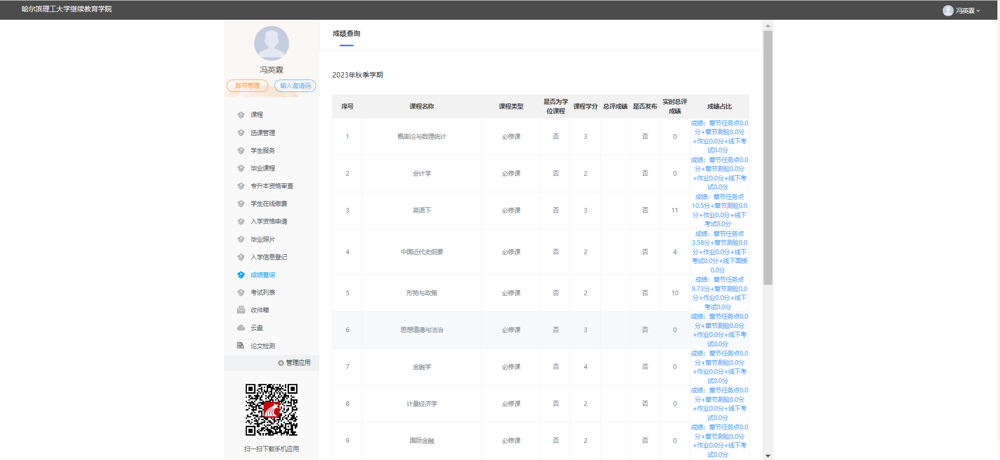 哈尔滨理工大学继续教育学院
冯英霖
冯英霖
账号管理
输入邀请码
课程
选课管理
学生服务
毕业课程
专升本资格审查
学生在线缴费
入学资格申请
毕业照片
入学信息登记
成绩查询
考试列表
收件箱
云盘
论文检测
管理应用
扫一扫下载手机应用
成绩查询
2023年秋季学期
序号 课程名称 课程类型 是否为学 课程学分 总评成绩 是否发布 实时总评 成绩占比
位课程 成绩
1 概率论与数理统计 必修课 否 3 否 0 成绩：章节任务点0.0
分+章节测验0.0分
+作业0.0分+线下考
试0.0分
2 会计学 必修课 否 2 否 0 成绩：章节任务点0.0
分+章节测验0.0分
+作业0.0分+线下考
试0.0分
3 英语下 必修课 否 3 否 11 成绩：章节任务点
10.5分+章节测验0.0
分+作业0.0分+线下
考试0.0分
4 中国近代史纲要 必修课 否 2 否 4 成绩：章节任务点
3.58分+章节测验0.0
分+作业0.0分+线下
考试0.0分+线下面授
0.0分
5 形势与政策 必修课 否 2 否 10 成绩：章节任务点
9.73分+章节测验0.0
分+作业0.0分+线下
考试0.0分
6 思想道德与法治 必修课 否 3 否 0 成绩：章节任务点0.0
分+章节测验0.0分
+作业0.0分+线下考
试0.0分
7 金融学 必修课 否 4 否 0 成绩：章节任务点0.0
分+章节测验0.0分
+作业0.0分+线下考
试0.0分
8 计量经济学 必修课 否 2 否 0 成绩：章节任务点0.0
分+章节测验0.0分
+作业0.0分+线下考
试0.0分
9 国际金融 必修课 否 2 否 0 成绩：章节任务点0.0
分+章节测验0.0分
+作业0.0分+线下考
试0.0分